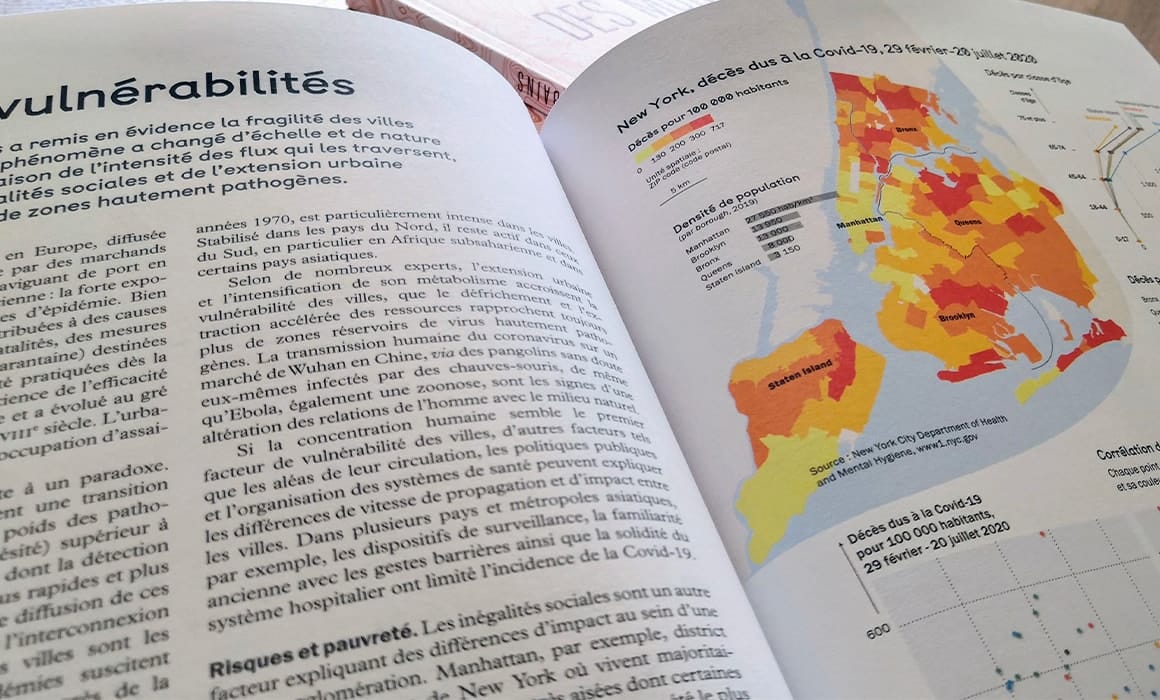 vulnérabilités
a remis en évidence la fragilité des villes
phénomène a changé d'échelle et de nature
aison de l'intensité des flux qui les traversent,
alités sociales et de l'extension urbaine
de zones hautement pathogènes.
en Europe, diffusée
par des marchands
aviguant de port en
ienne : la forte expo-
es d'épidémie. Bien
tribuées à des causes
atalités, des mesures
arantaine) destinées
té pratiquées dès la
rience de l'efficacité
e et a évolué au gré
VIIIe siècle. L'urba-
occupation d'assai-
te à un paradoxe.
ent une transition
poids des patho-
ésité) supérieur à
dont la détection
us rapides et plus
e diffusion de ces
l'interconnexion
s villes sont les
démies suscitent
de la
années 1970, est particulièrement intense dans les villes.
Stabilisé dans les pays du Nord, il reste actif dans ceux
du Sud, en particulier en Afrique subsaharienne et dans
certains pays asiatiques.
Selon de nombreux experts, l'extension urbaine
et l'intensification de son métabolisme accroissent la
vulnérabilité des villes, que le défrichement et l'ex-
traction accélérée des ressources rapprochent toujours
plus de zones réservoirs de virus hautement patho-
gènes. La transmission humaine du coronavirus sur un
marché de Wuhan en Chine, via des pangolins sans doute
eux-mêmes infectés par des chauves-souris, de même
qu'Ebola, également une zoonose, sont les signes d'une
altération des relations de l'homme avec le milieu naturel.
Si la concentration humaine semble le premier
facteur de vulnérabilité des villes, d'autres facteurs tels
que les aléas de leur circulation, les politiques publiques
et l'organisation des systèmes de santé peuvent expliquer
les différences de vitesse de propagation et d'impact entre
les villes. Dans plusieurs pays et métropoles asiatiques,
par exemple, les dispositifs de surveillance, la familiarité
ancienne avec les gestes barrières ainsi que la solidité du
système hospitalier ont limité l'incidence de la Covid-19.
Risques et pauvreté. Les inégalités sociales sont un autre
facteur expliquant des différences d'impact au sein d'une
glomération. Manhattan, par exemple, district
de New York où vivent majoritai-
aisées dont certaines
été le plus
DES
New York, décès dus à la Covid-19, 29 février-20 juillet 2020
Décès pour 100 000 habitants
0 130 200 300 717
Unité spatiale :
ZIP code (code postal)
5 km
Densité de population
(par borough, 2019)
Manhattan 27 550 hab/km²
Brooklyn 13 950
Bronx 13 000
Queens 8 000
Staten Island 3 150
Bronx
Manhattan
Queens
Brooklyn
Staten Island
Source : New York City Department of Health
and Mental Hygiene, www1.nyc.gov
Décès par classe d'âge
Classes
d'âge
75 et plus
65-74
45-64
18-44
0-17
Corrélation
Chaque point
et sa coule
Décès dus à la Covid-19
pour 100 000 habitants,
29 février - 20 juillet 2020
600